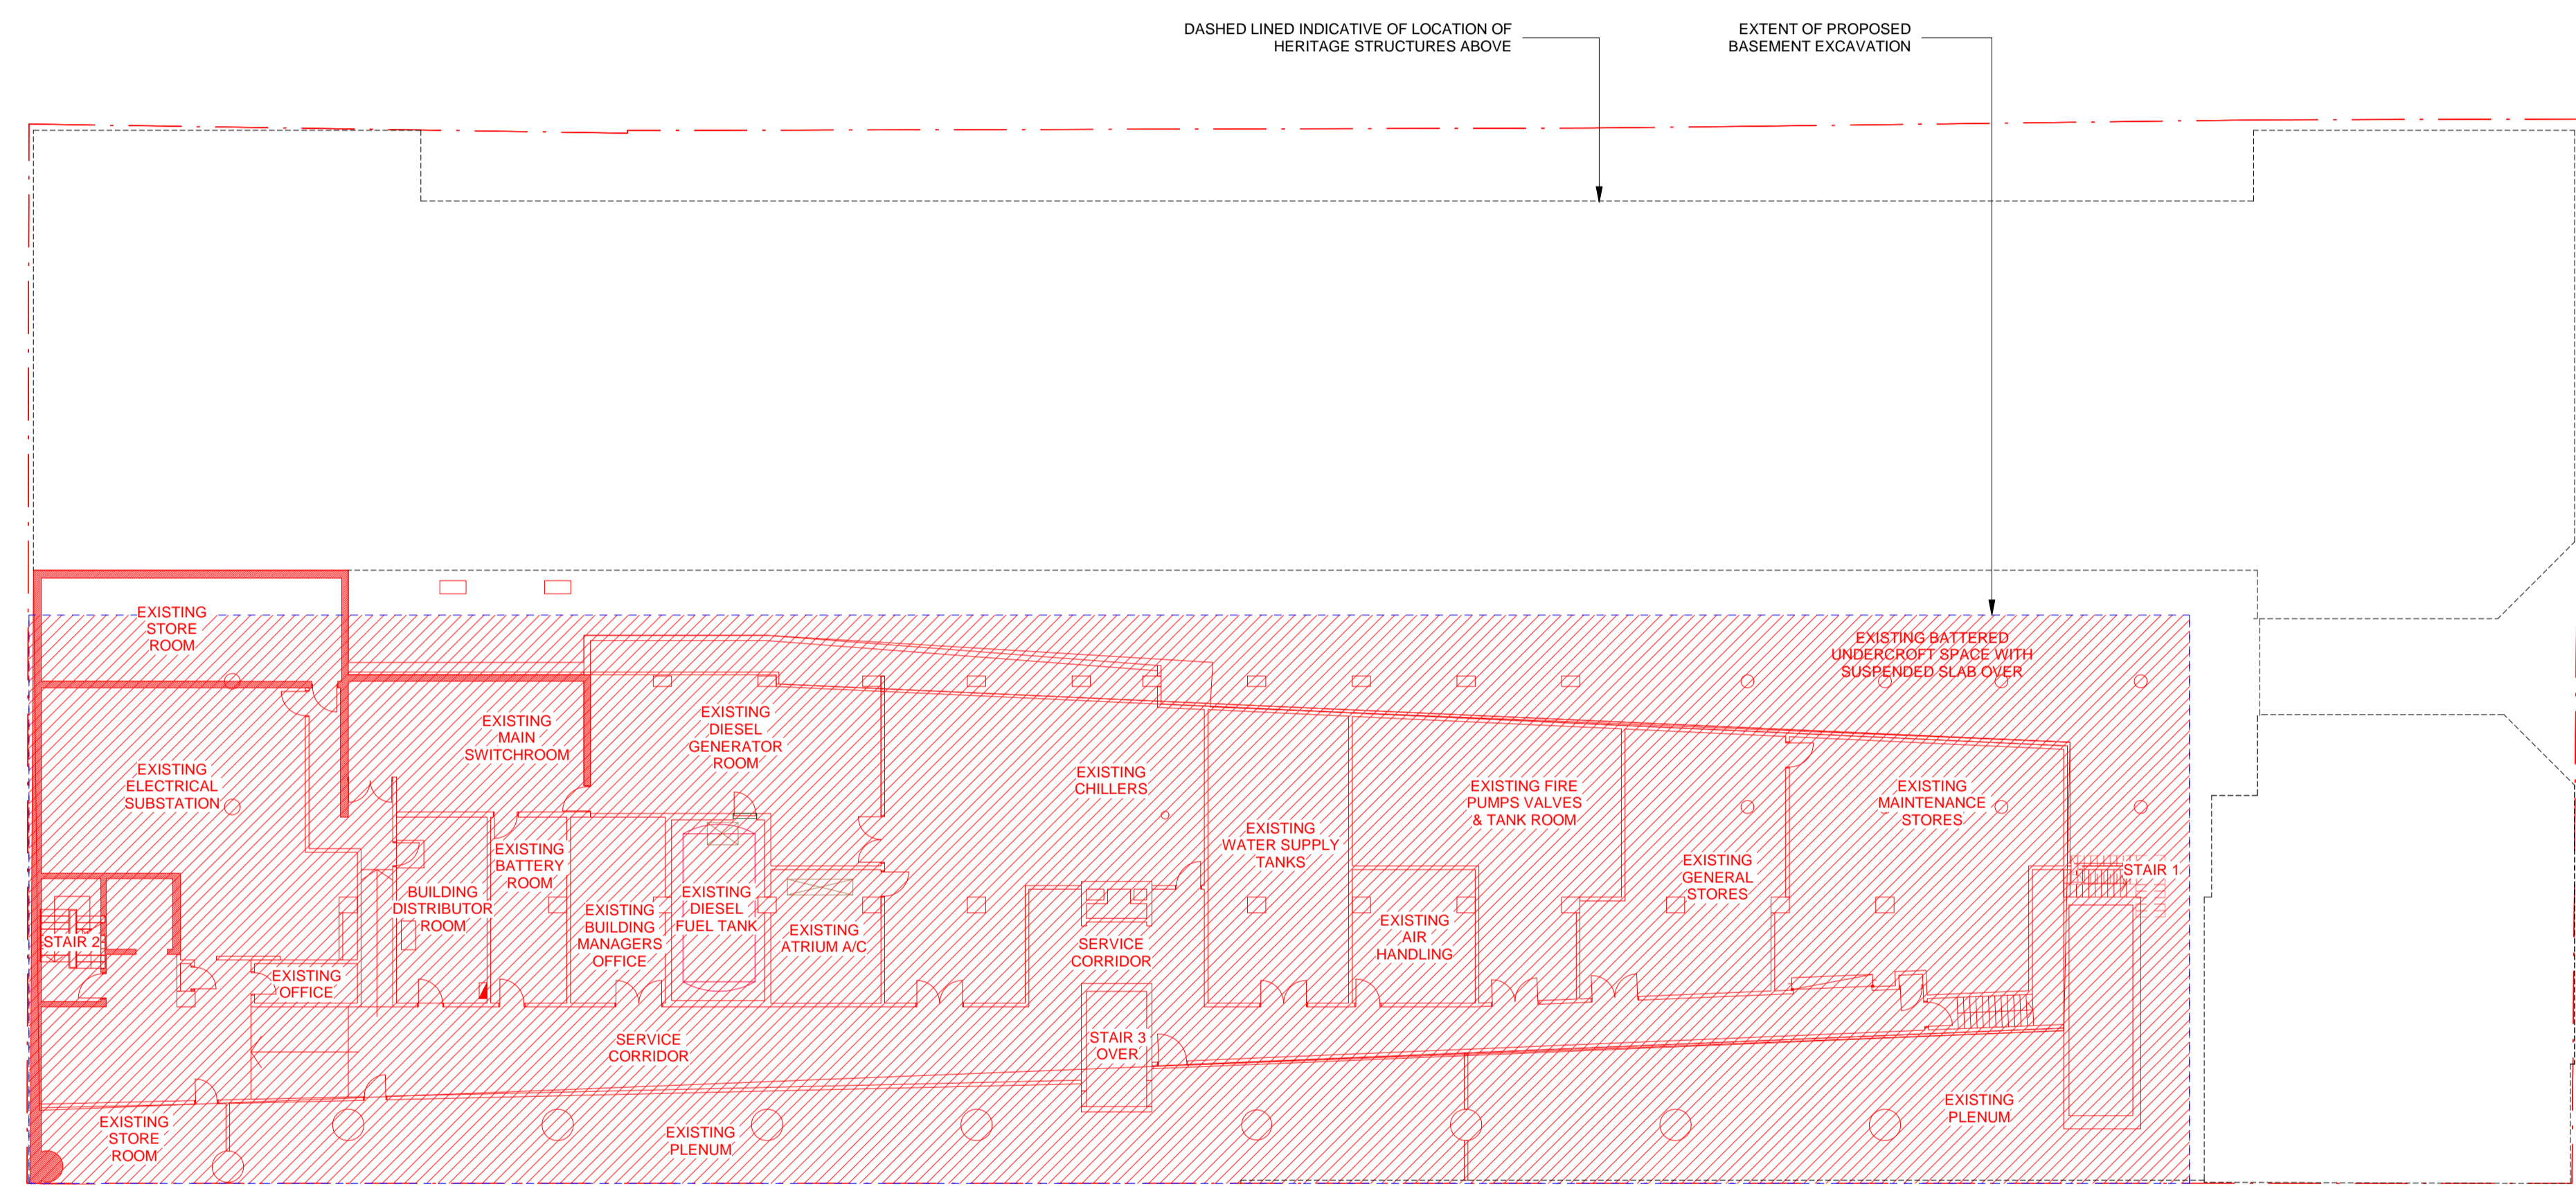 DASHED LINED INDICATIVE OF LOCATION OF
HERITAGE STRUCTURES ABOVE
EXTENT OF PROPOSED
BASEMENT EXCAVATION
EXISTING
STORE
ROOM
EXISTING BATTERED
UNDERCROFT SPACE WITH
SUSPENDED SLAB OVER
EXISTING
MAIN
SWITCHROOM
EXISTING
DIESEL
GENERATOR
ROOM
EXISTING
ELECTRICAL
SUBSTATION
EXISTING
CHILLERS
EXISTING FIRE
PUMPS VALVES
& TANK ROOM
EXISTING
MAINTENANCE
STORES
EXISTING
WATER SUPPLY
TANKS
EXISTING
BATTERY
ROOM
EXISTING
GENERAL
STORES
STAIR 1
BUILDING
DISTRIBUTOR
ROOM
EXISTING
BUILDING
MANAGERS
OFFICE
EXISTING
DIESEL
FUEL TANK
EXISTING
ATRIUM A/C
EXISTING
AIR
HANDLING
STAIR 2
SERVICE
CORRIDOR
EXISTING
OFFICE
SERVICE
CORRIDOR
STAIR 3
OVER
EXISTING
STORE
ROOM
EXISTING
PLENUM
EXISTING
PLENUM